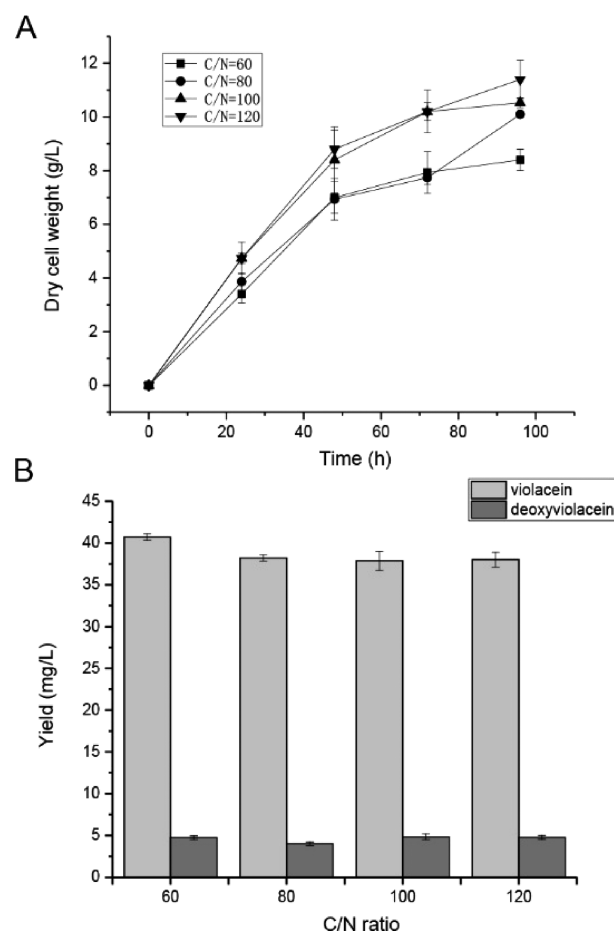 A
C/N=60
C/N=80
C/N=100
C/N=120
12
10
8
6
4
2
0
Dry cell weight (g/L)
0 20 40 60 80 100
Time (h)
B
violacein
deoxyviolacein
45
40
35
30
25
20
15
10
5
0
Yield (mg/L)
60 80 100 120
C/N ratio